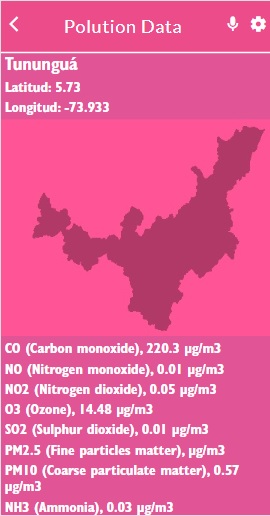 Polution Data
Tununguá
Latitud: 5.73
Longitud: -73.933
CO (Carbon monoxide), 220.3 µg/m3
NO (Nitrogen monoxide), 0.01 µg/m3
NO2 (Nitrogen dioxide), 0.05 µg/m3
O3 (Ozone), 14.48 µg/m3
SO2 (Sulphur dioxide), 0.01 µg/m3
PM2.5 (Fine particles matter), µg/m3
PM10 (Coarse particulate matter), 0.57
µg/m3
NH3 (Ammonia), 0.03 µg/m3